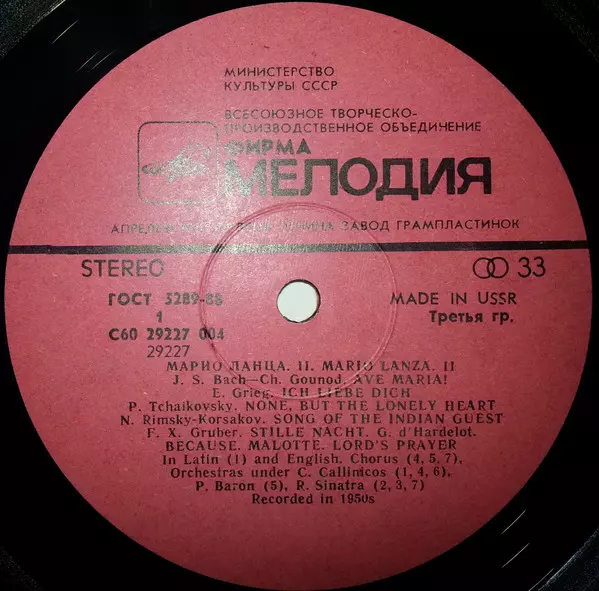 МИНИСТЕРСТВО
КУЛЬТУРЫ СССР
ВСЕСОЮЗНОЕ ТВОРЧЕСКО-
ПРОИЗВОДСТВЕННОЕ ОБЪЕДИНЕНИЕ
ФИРМА
МЕЛОДИЯ
ЗАВОД ГРАМПЛАСТИНОК
STEREO
33
ГОСТ 5289-88
MADE IN USSR
1
Третья гр.
С60 29227 004
29227
МАРИО ЛАНЦА. II. MARIO LANZA. II
J. S. Bach—Ch. Gounod. AVE MARIA!
E. Grieg. ICH LIEBE DICH
P. Tchaikovsky. NONE, BUT THE LONELY HEART
N. Rimsky-Korsakov. SONG OF THE INDIAN GUEST
F. X. Gruber. STILLE NACHT. G. d'Hardelot.
BECAUSE. MALOTTE. LORD'S PRAYER
In Latin (1) and English. Chorus (4, 5, 7),
Orchestras under C. Callinicos (1, 4, 6),
P. Baron (5), R. Sinatra (2, 3, 7)
Recorded in 1950s